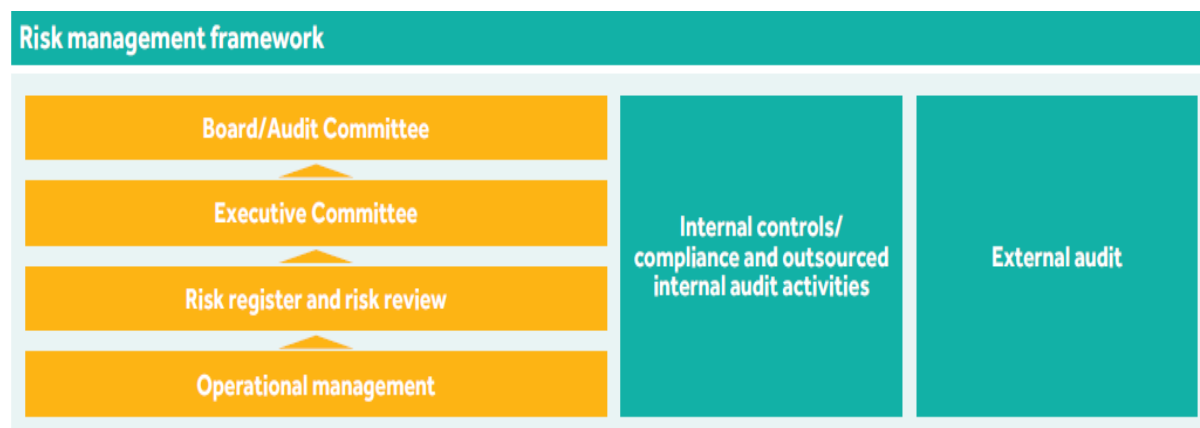 Risk management framework
Board/Audit Committee
Executive Committee
Risk register and risk review
Operational management
Internal controls/
compliance and outsourced
internal audit activities
External audit